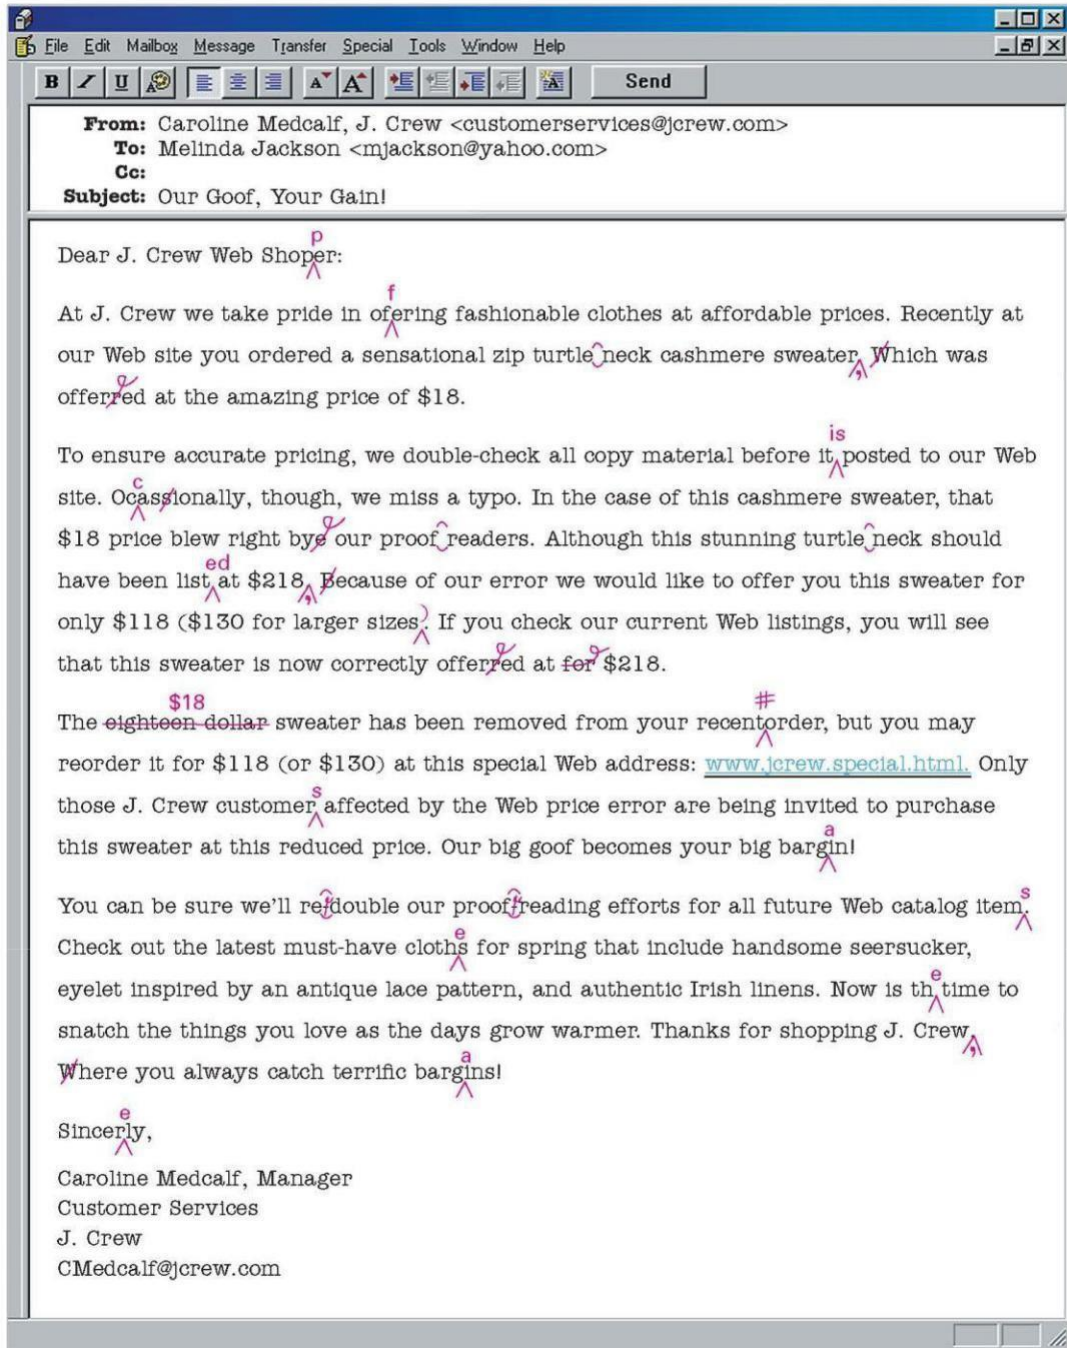 File Edit Mailbox Message Transfer Special Tools Window Help
B I U A A Send
From: Caroline Medcalf, J. Crew <customerservices@jcrew.com>
To: Melinda Jackson <mjackson@yahoo.com>
Cc:
Subject: Our Goof, Your Gain!
p
Dear J. Crew Web Shoper:
f
At J. Crew we take pride in ofering fashionable clothes at affordable prices. Recently at
our Web site you ordered a sensational zip turtle neck cashmere sweater, Which was
offerred at the amazing price of $18.
is
To ensure accurate pricing, we double-check all copy material before it posted to our Web
c
site. Ocassionally, though, we miss a typo. In the case of this cashmere sweater, that
$18 price blew right bye our proof readers. Although this stunning turtle neck should
ed
have been list at $218, Because of our error we would like to offer you this sweater for
only $118 ($130 for larger sizes). If you check our current Web listings, you will see
that this sweater is now correctly offerred at for $218.
$18 #
The eighteen dollar sweater has been removed from your recentorder, but you may
reorder it for $118 (or $130) at this special Web address: www.jcrew.special.html. Only
s
those J. Crew customer affected by the Web price error are being invited to purchase
a
this sweater at this reduced price. Our big goof becomes your big bargin!
s
You can be sure we'll re-double our proof-reading efforts for all future Web catalog item.
e
Check out the latest must-have cloths for spring that include handsome seersucker,
e
eyelet inspired by an antique lace pattern, and authentic Irish linens. Now is th time to
snatch the things you love as the days grow warmer. Thanks for shopping J. Crew,
a
Where you always catch terrific bargins!
e
Sincerly,
Caroline Medcalf, Manager
Customer Services
J. Crew
CMedcalf@jcrew.com